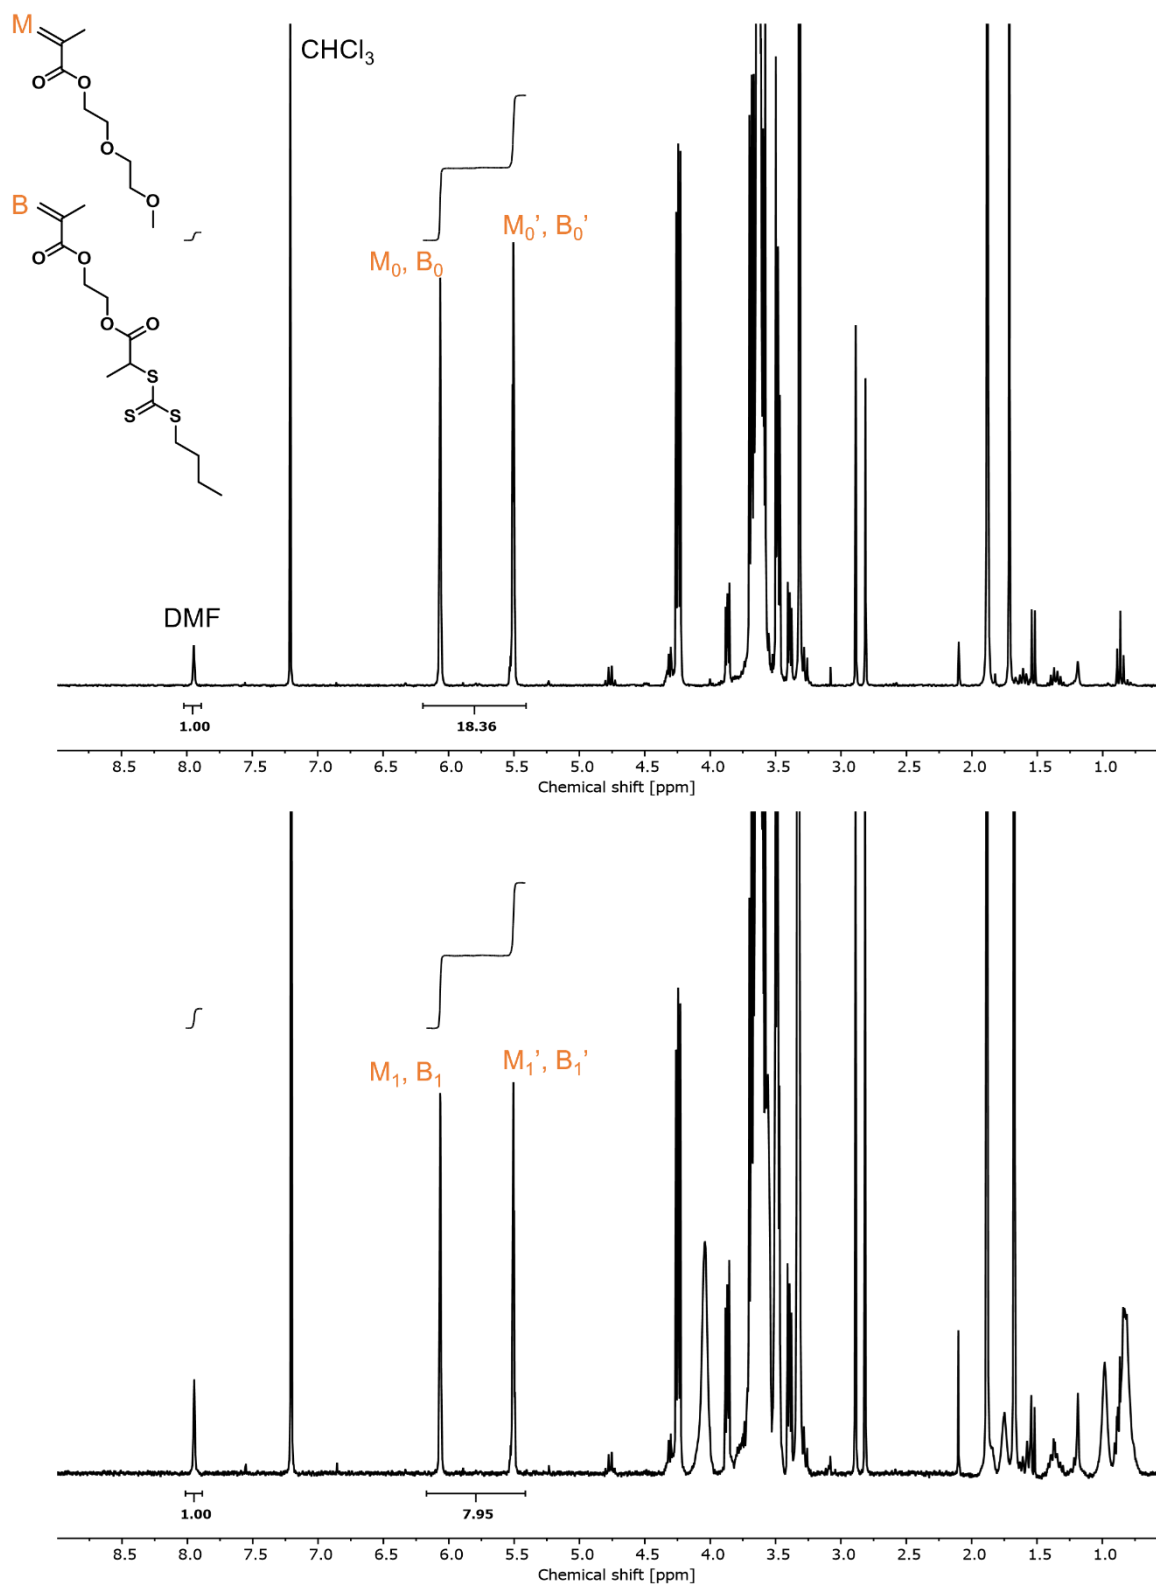 M
O
O
O
O
B
O
O
O
O
S
S
S
CHCl₃
M₀, B₀
M₀’, B₀’
DMF
1.00
18.36
8.5 8.0 7.5 7.0 6.5 6.0 5.5 5.0 4.5 4.0 3.5 3.0 2.5 2.0 1.5 1.0
Chemical shift [ppm]
M₁, B₁
M₁’, B₁’
1.00
7.95
8.5 8.0 7.5 7.0 6.5 6.0 5.5 5.0 4.5 4.0 3.5 3.0 2.5 2.0 1.5 1.0
Chemical shift [ppm]